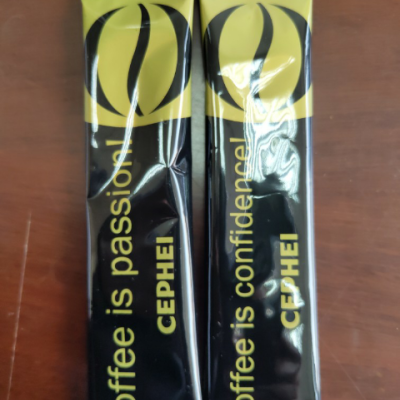 offee is passion!
CEPHEI
offee is confidence!
CEPHEI